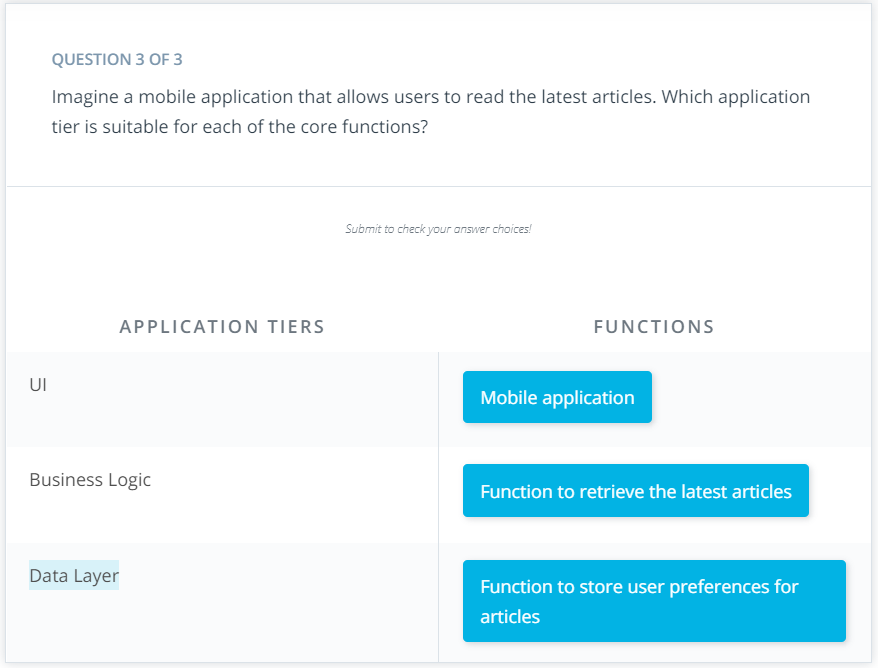 QUESTION 3 OF 3
Imagine a mobile application that allows users to read the latest articles. Which application
tier is suitable for each of the core functions?
Submit to check your answer choices!
APPLICATION TIERS
FUNCTIONS
UI
Mobile application
Business Logic
Function to retrieve the latest articles
Data Layer
Function to store user preferences for
articles